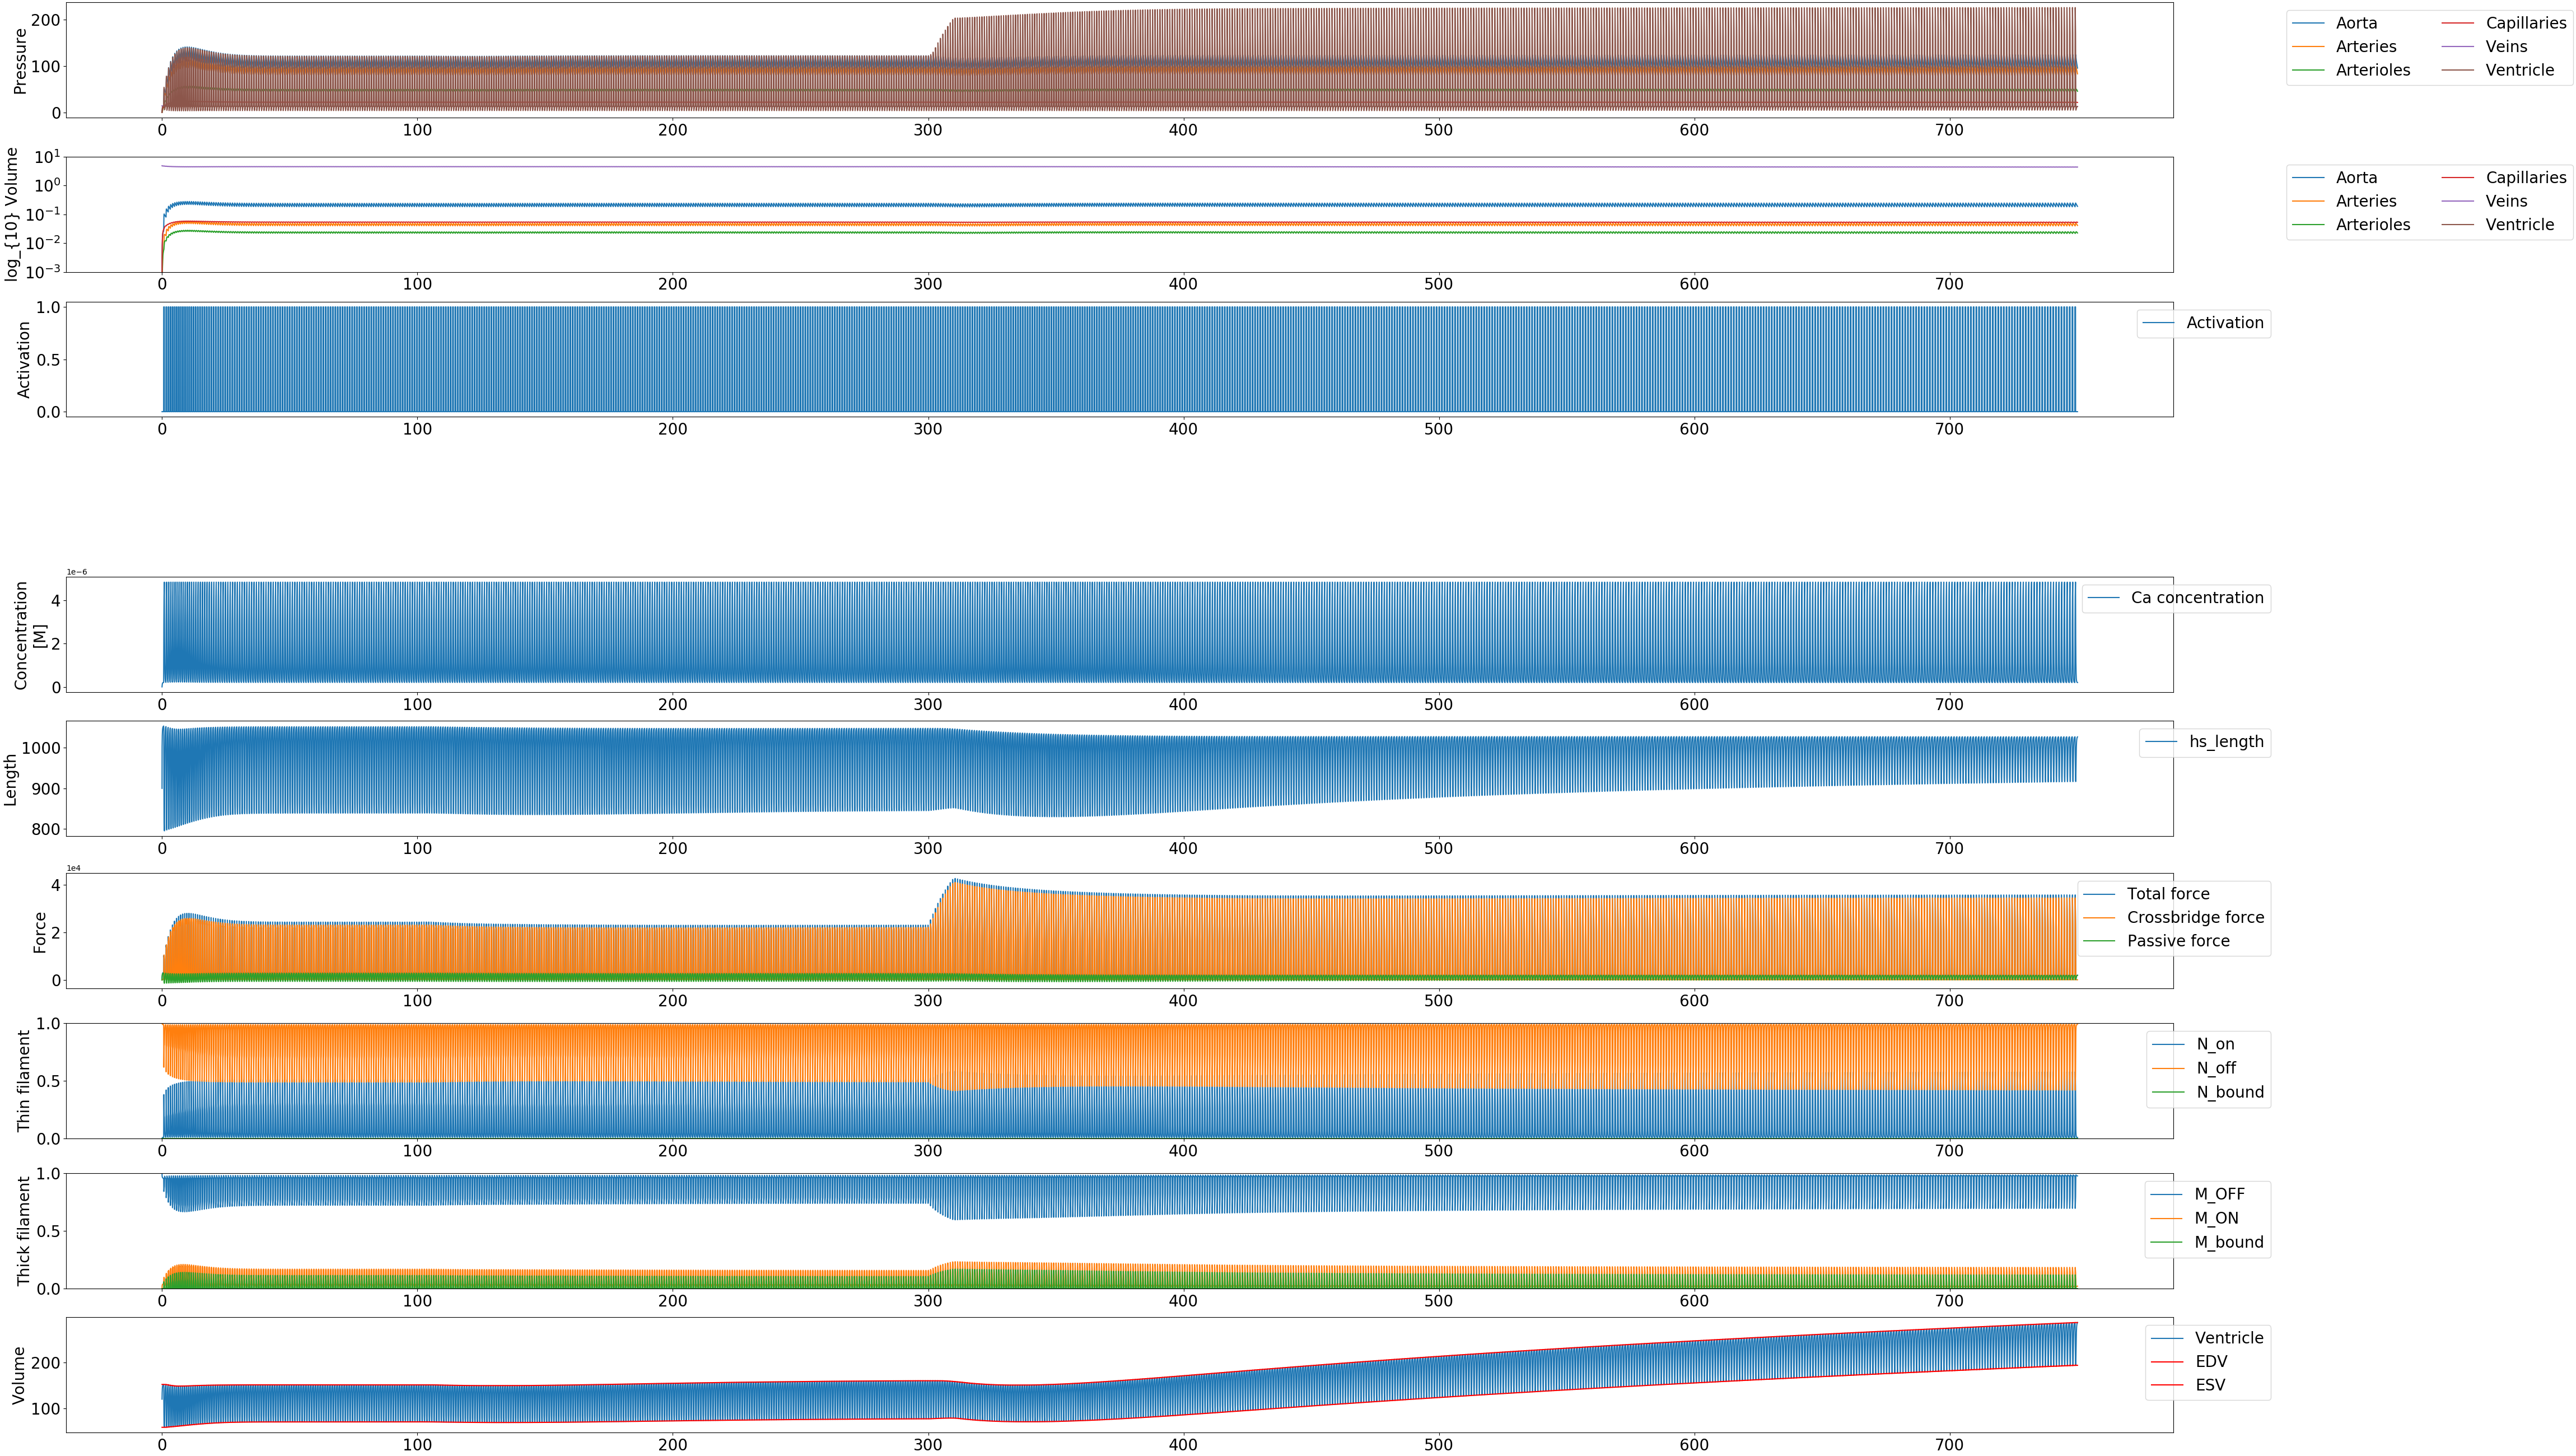 Pressure
200
100
0
0 100 200 300 400 500 600 700
Aorta Capillaries
Arteries Veins
Arterioles Ventricle
log_{10} Volume
10^1
10^0
10^−1
10^−2
10^−3
0 100 200 300 400 500 600 700
Aorta Capillaries
Arteries Veins
Arterioles Ventricle
Activation
1.0
0.5
0.0
0 100 200 300 400 500 600 700
Activation
Concentration
[M]
1e−6
4
2
0
0 100 200 300 400 500 600 700
Ca concentration
Length
1000
900
800
0 100 200 300 400 500 600 700
hs_length
Force
1e4
4
2
0
0 100 200 300 400 500 600 700
Total force
Crossbridge force
Passive force
Thin filament
1.0
0.5
0.0
0 100 200 300 400 500 600 700
N_on
N_off
N_bound
Thick filament
1.0
0.5
0.0
0 100 200 300 400 500 600 700
M_OFF
M_ON
M_bound
Volume
200
100
0 100 200 300 400 500 600 700
Ventricle
EDV
ESV